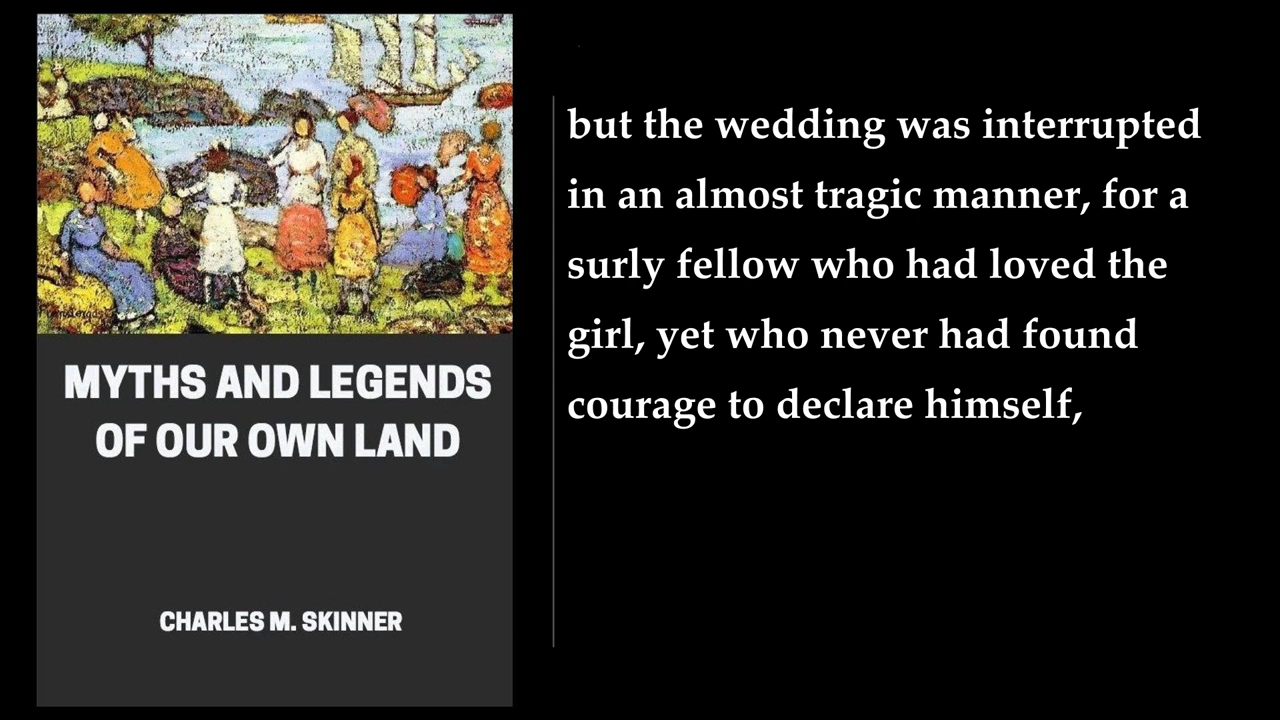 MYTHS AND LEGENDS
OF OUR OWN LAND
CHARLES M. SKINNER
but the wedding was interrupted
in an almost tragic manner, for a
surly fellow who had loved the
girl, yet who never had found
courage to declare himself,